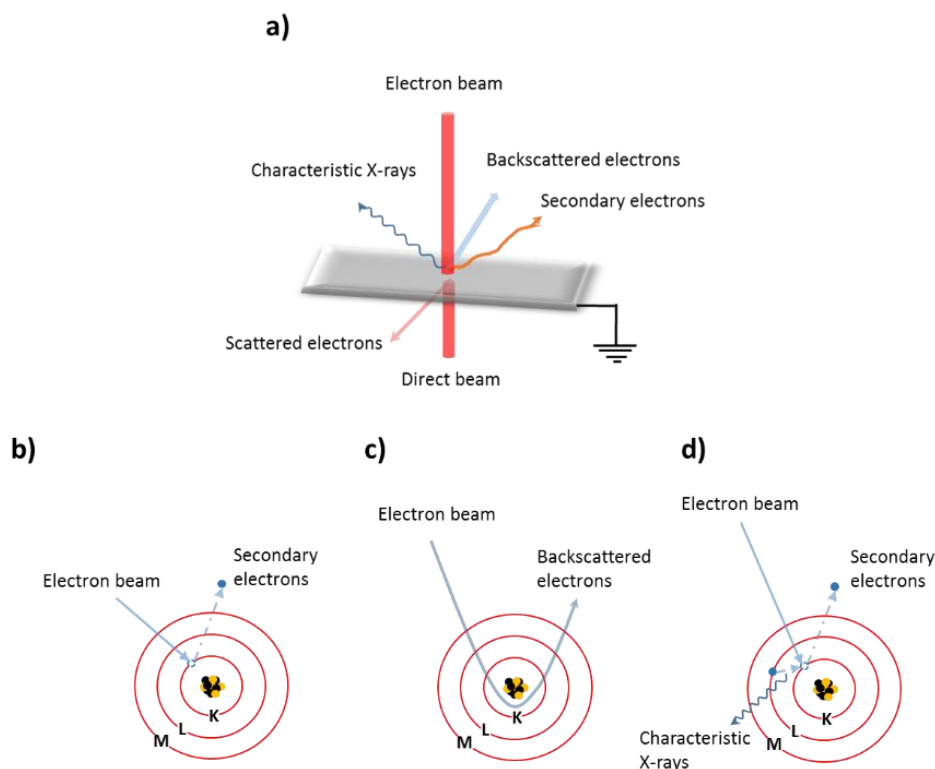 a)
Electron beam
Characteristic X-rays
Backscattered electrons
Secondary electrons
Scattered electrons
Direct beam
b)
Electron beam
Secondary
electrons
K
L
M
c)
Electron beam
Backscattered
electrons
K
L
M
d)
Electron beam
Secondary
electrons
K
L
M
Characteristic
X-rays